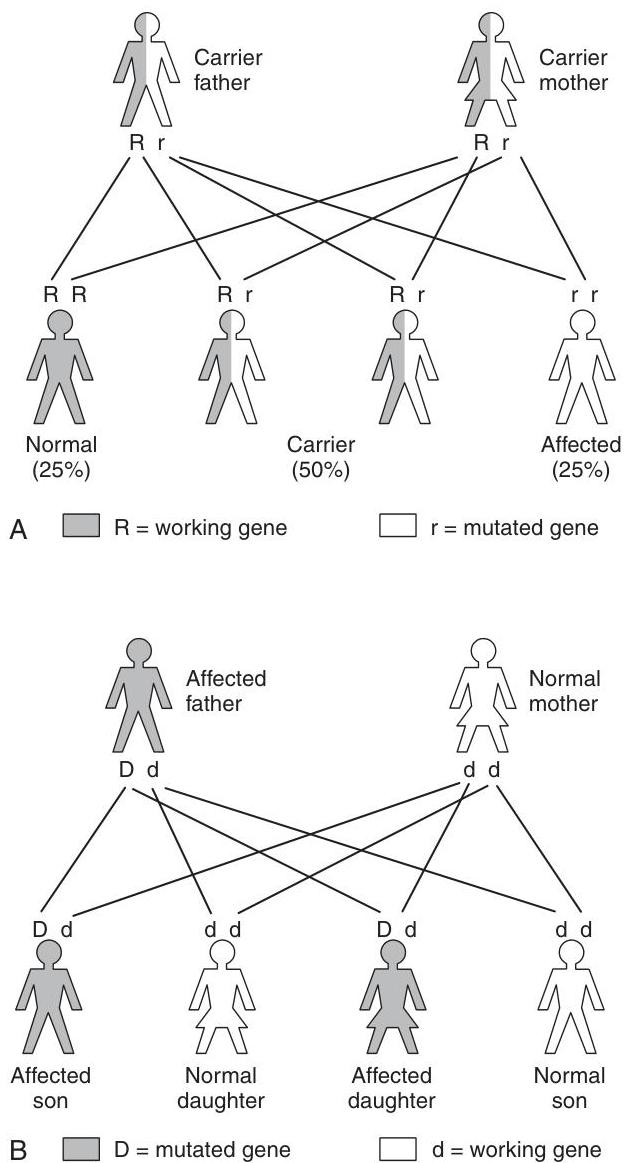 Carrier
father
Carrier
mother
R r
R r
R R
R r
R r
r r
Normal
(25%)
Carrier
(50%)
Affected
(25%)
A
R = working gene
r = mutated gene
Affected
father
Normal
mother
D d
d d
D d
d d
D d
d d
Affected
son
Normal
daughter
Affected
daughter
Normal
son
B
D = mutated gene
d = working gene